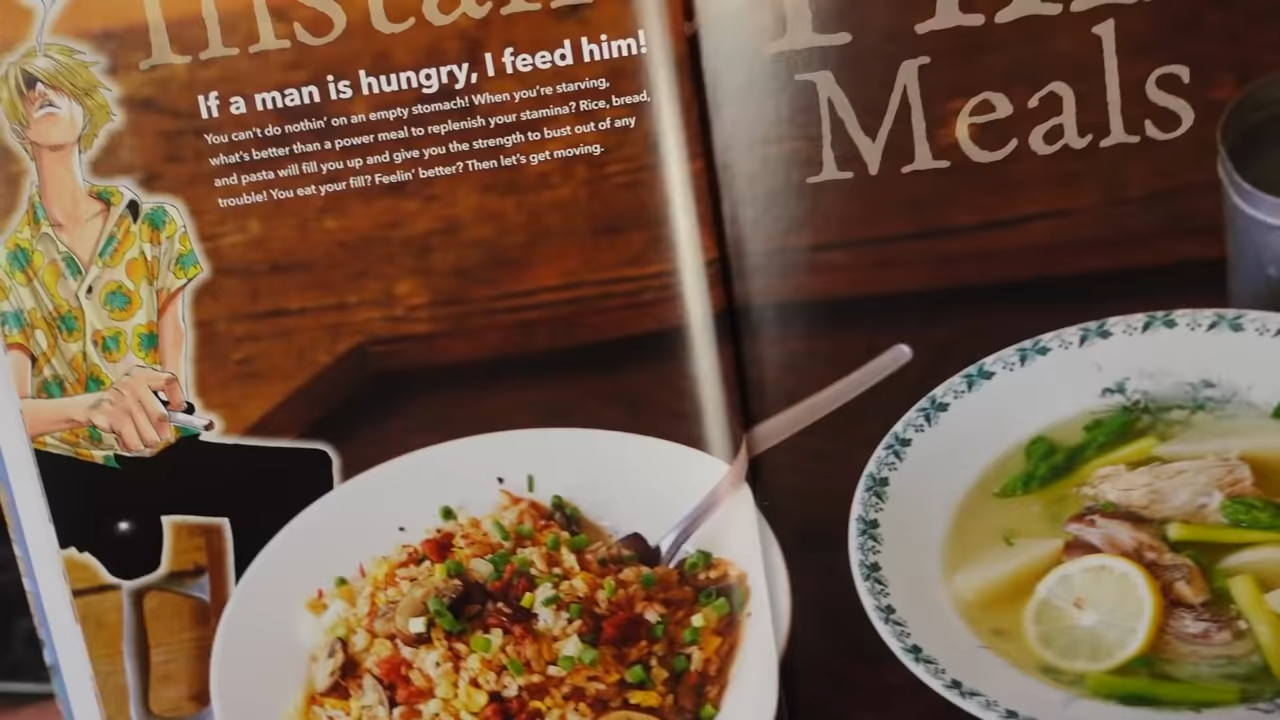 If a man is hungry, I feed him!
You can't do nothin' on an empty stomach! When you're starving,
what's better than a power meal to replenish your stamina? Rice, bread,
and pasta will fill you up and give you the strength to bust out of any
trouble! You eat your fill? Feelin' better? Then let's get moving.
Meals